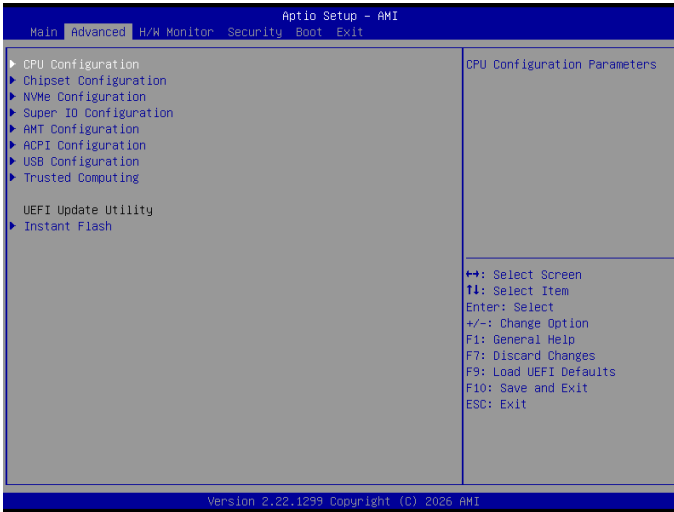 Aptio Setup – AMI
Main Advanced H/W Monitor Security Boot Exit
▶ CPU Configuration
▶ Chipset Configuration
▶ NVMe Configuration
▶ Super IO Configuration
▶ AMT Configuration
▶ ACPI Configuration
▶ USB Configuration
▶ Trusted Computing
UEFI Update Utility
▶ Instant Flash
CPU Configuration Parameters
↔: Select Screen
↑↓: Select Item
Enter: Select
+/-: Change Option
F1: General Help
F7: Discard Changes
F9: Load UEFI Defaults
F10: Save and Exit
ESC: Exit
Version 2.22.1299 Copyright (C) 2026 AMI